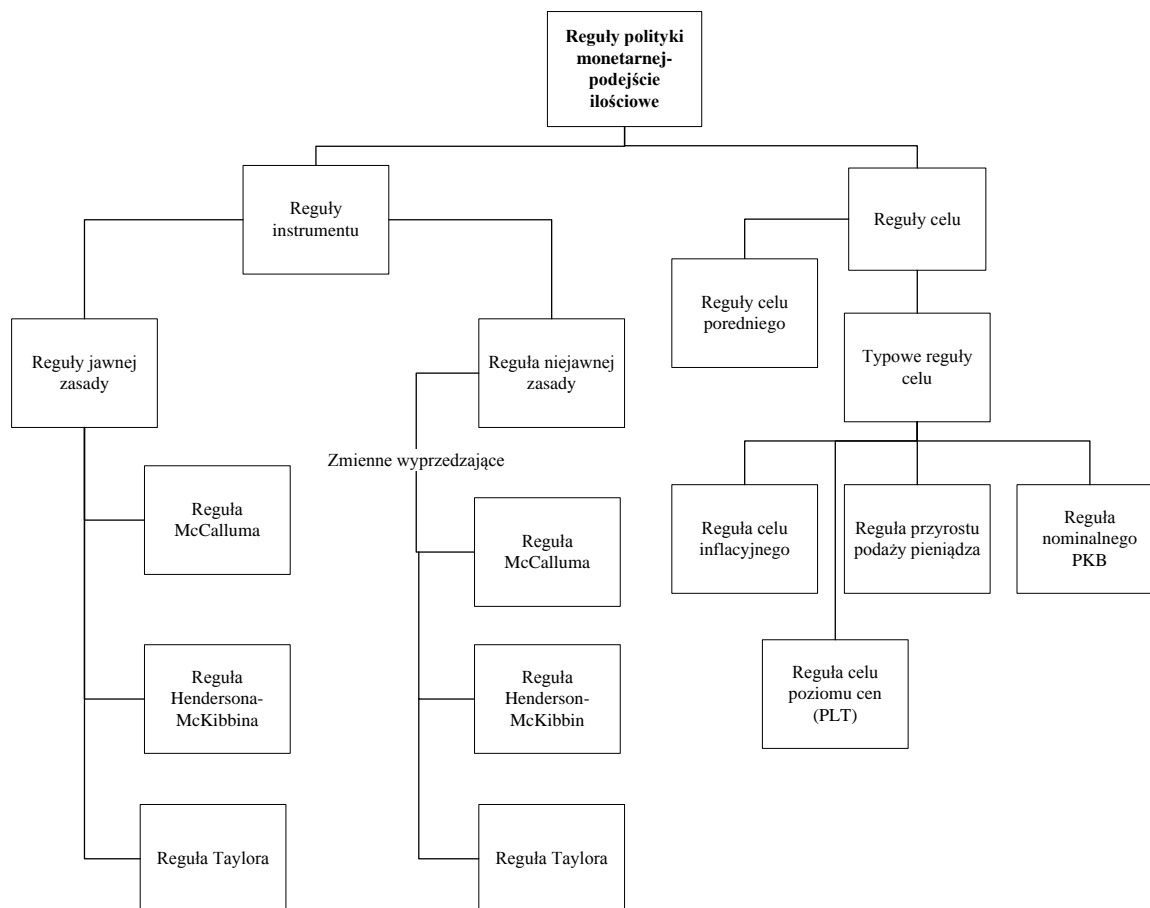 Reguły polityki
monetarnej-
podejście
ilościowe
Reguły
instrumentu
Reguły celu
Reguły celu
poredniego
Reguły jawnej
zasady
Reguła niejawnej
zasady
Typowe reguły
celu
Zmienne wyprzedzające
Reguła
McCalluma
Reguła
McCalluma
Reguła celu
inflacyjnego
Reguła przyrostu
podaży pieniądza
Reguła
nominalnego
PKB
Reguła
Hendersona-
McKibbina
Reguła
Henderson-
McKibbin
Reguła celu
poziomu cen
(PLT)
Reguła Taylora
Reguła Taylora